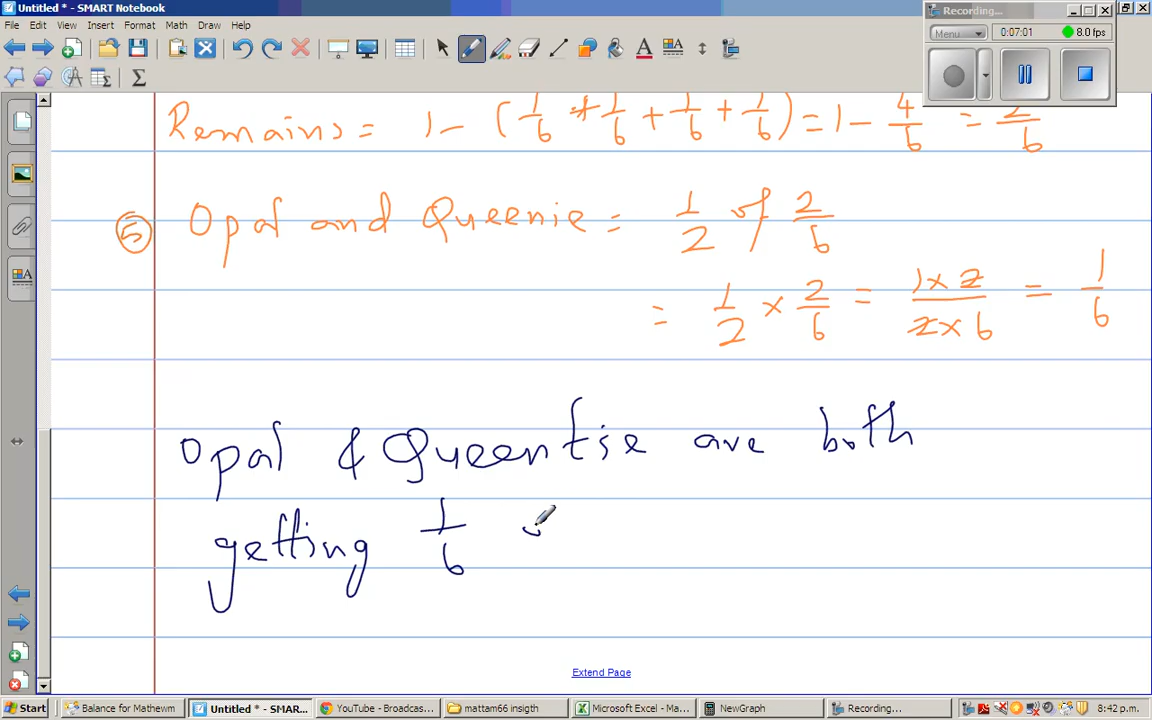 Untitled * - SMART Notebook
Recording...
File Edit View Insert Format Math Draw Help
Menu 0:07:01 8.0 fps
Remains = 1 - (1/6 + 1/6 + 1/6 + 1/6) = 1 - 4/6 = 2/6
5 Opal and Queenie = 1/2 of 2/6
= 1/2 × 2/6 = 1×2/2×6 = 1/6
Opal & Queentie are both
getting 1/6
Extend Page
Start Balance for Mathewm Untitled * - SMAR... YouTube - Broadcas... mattam66 insigth Microsoft Excel - Ma... NewGraph Recording... 8:42 p.m.